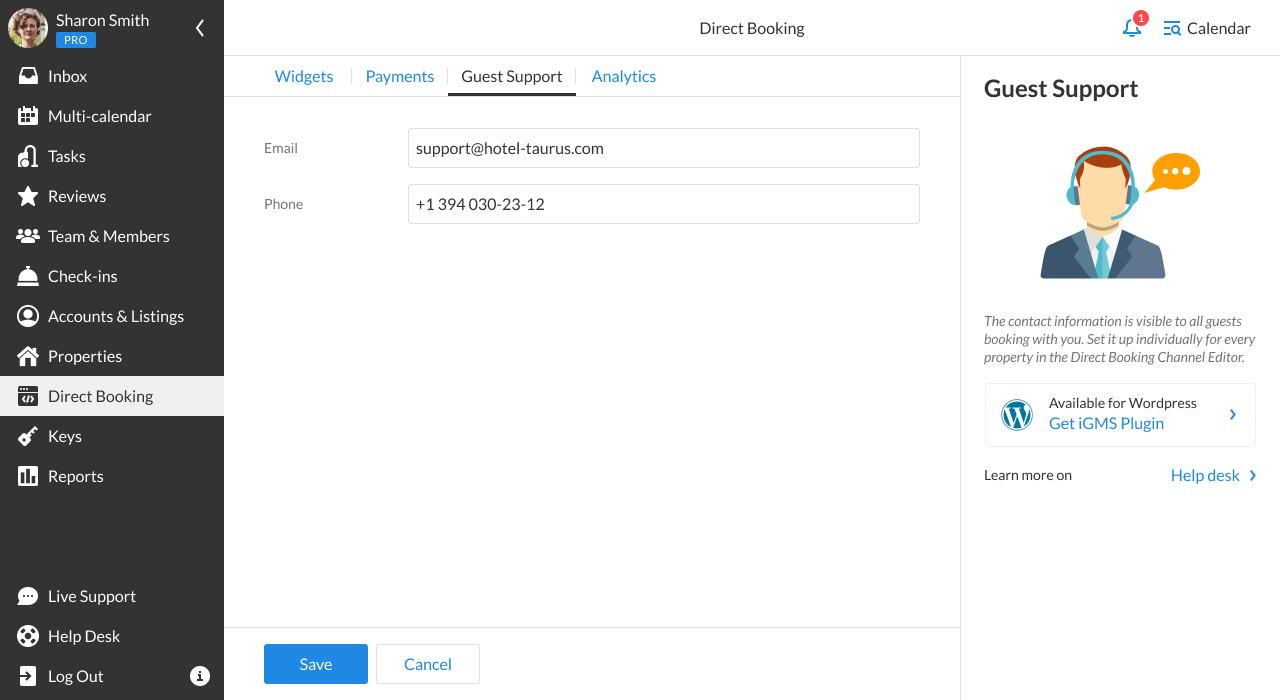 Sharon Smith
PRO
Inbox
Multi-calendar
Tasks
Reviews
Team & Members
Check-ins
Accounts & Listings
Properties
Direct Booking
Keys
Reports
Live Support
Help Desk
Log Out
Direct Booking
1
Calendar
Widgets
Payments
Guest Support
Analytics
Email
support@hotel-taurus.com
Phone
+1 394 030-23-12
Save
Cancel
Guest Support
The contact information is visible to all guests
booking with you. Set it up individually for every
property in the Direct Booking Channel Editor.
Available for Wordpress
Get iGMS Plugin
Learn more on
Help desk